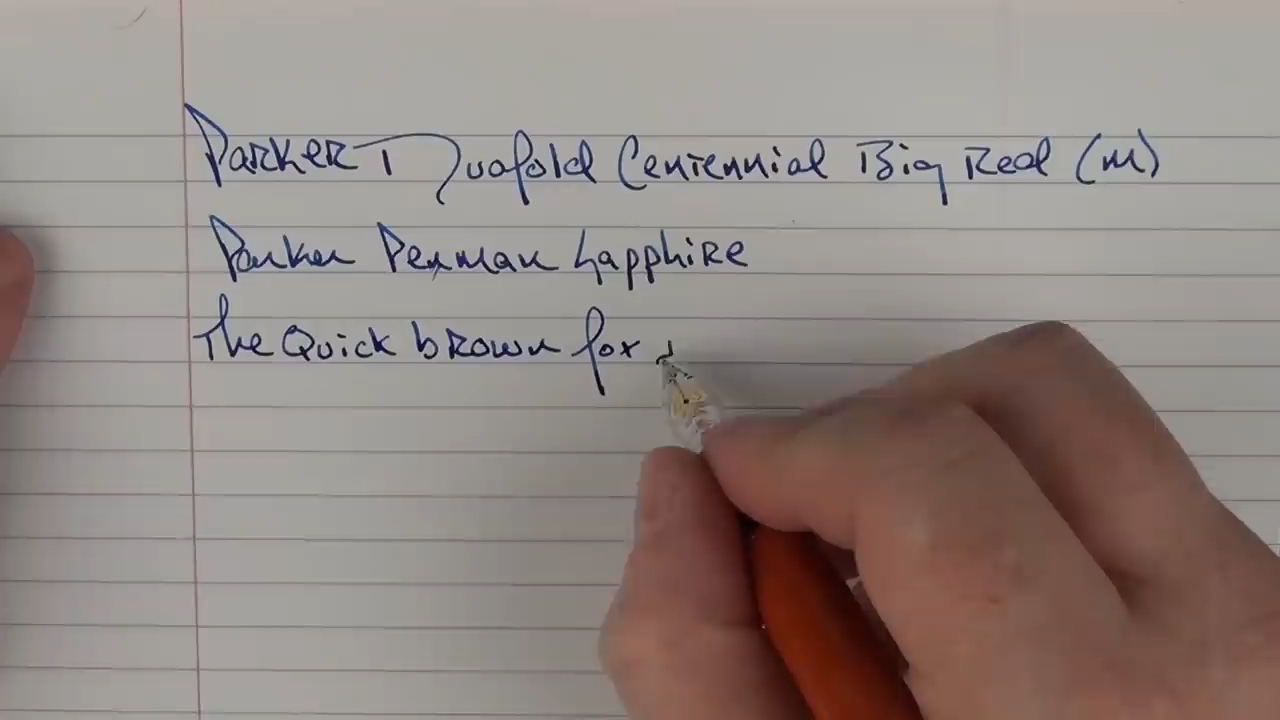 Parker Duofold Centennial Big Red (M)
Parker Penman Sapphire
The Quick brown fox